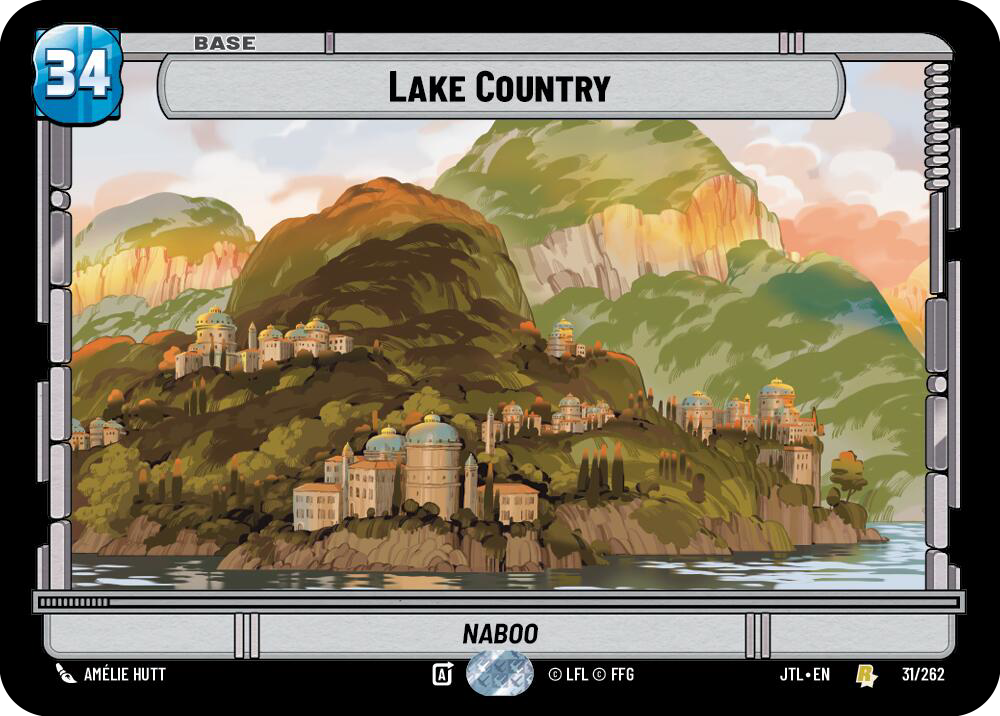 34
BASE
LAKE COUNTRY
NABOO
AMÉLIE HUTT
A
© LFL © FFG
JTL•EN
R
31/262